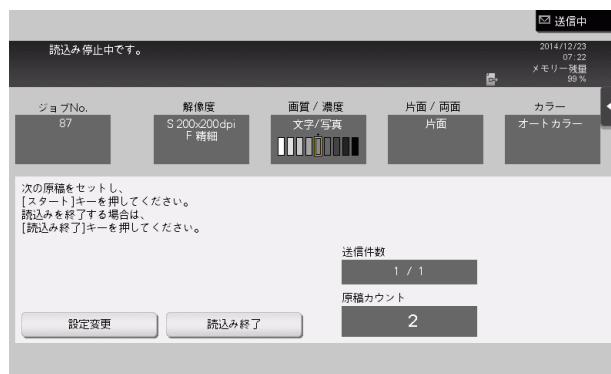 送信中
読込み停止中です。
2014/12/23
07:22
メモリー残量
99 %
ジョブNo.
解像度
画質 / 濃度
片面 / 両面
カラー
87
S 200x200dpi
F 精細
文字/写真
片面
オートカラー
次の原稿をセットし、
[スタート]キーを押してください。
読込みを終了する場合は、
[読込み終了]キーを押してください。
送信件数
1 / 1
原稿カウント
2
設定変更
読込み終了